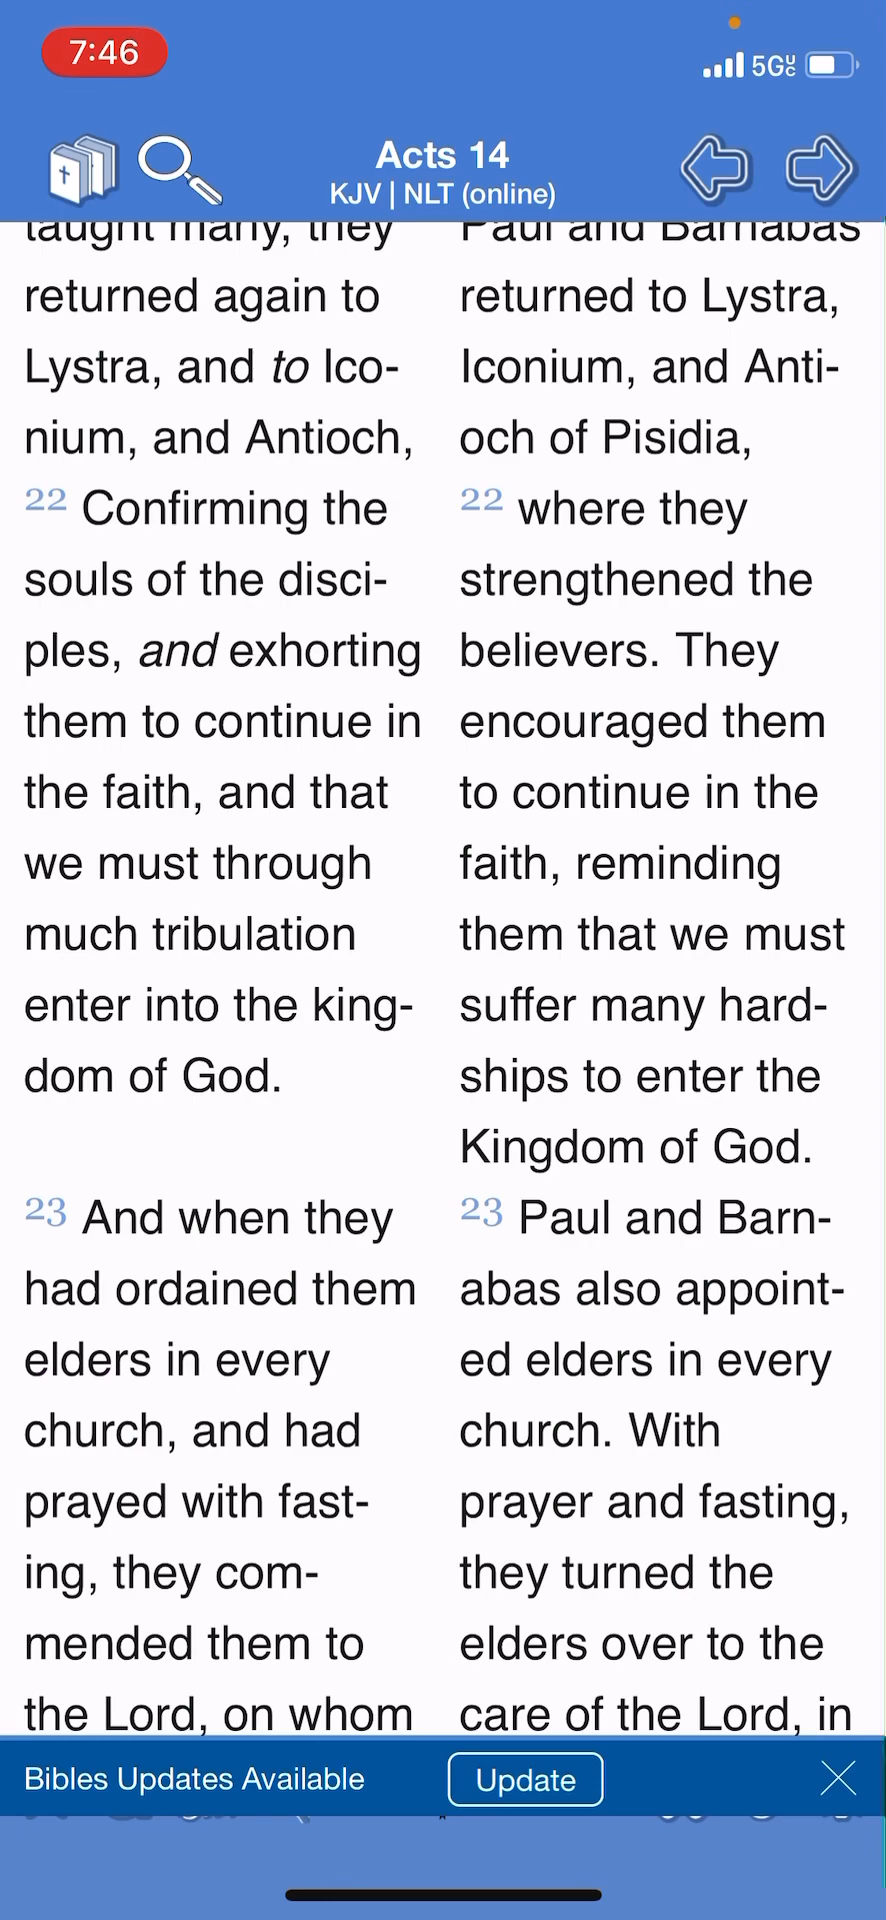 7:46
5G UC
Acts 14
KJV | NLT (online)
taught many, they
returned again to
Lystra, and to Ico-
nium, and Antioch,
22 Confirming the
souls of the disci-
ples, and exhorting
them to continue in
the faith, and that
we must through
much tribulation
enter into the king-
dom of God.
23 And when they
had ordained them
elders in every
church, and had
prayed with fast-
ing, they com-
mended them to
the Lord, on whom
Paul and Barnabas
returned to Lystra,
Iconium, and Anti-
och of Pisidia,
22 where they
strengthened the
believers. They
encouraged them
to continue in the
faith, reminding
them that we must
suffer many hard-
ships to enter the
Kingdom of God.
23 Paul and Barn-
abas also appoint-
ed elders in every
church. With
prayer and fasting,
they turned the
elders over to the
care of the Lord, in
Bibles Updates Available
Update